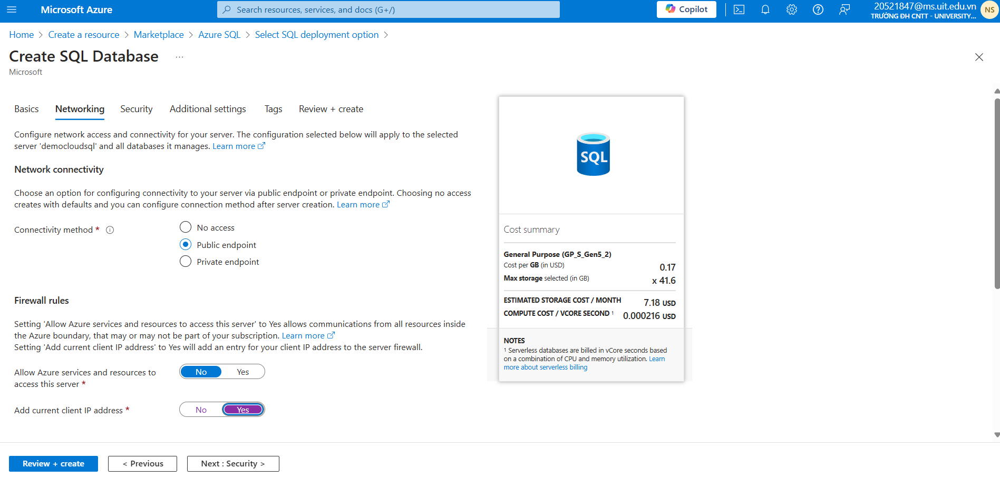 Microsoft Azure
Search resources, services, and docs (G+/)
Copilot
20521847@ms.uit.edu.vn
TRƯỜNG ĐH CNTT - UNIVERSITY...
NS
Home > Create a resource > Marketplace > Azure SQL > Select SQL deployment option >
Create SQL Database ...
Microsoft
Basics Networking Security Additional settings Tags Review + create
Configure network access and connectivity for your server. The configuration selected below will apply to the selected
server 'democloudsql' and all databases it manages. Learn more
Network connectivity
Choose an option for configuring connectivity to your server via public endpoint or private endpoint. Choosing no access
creates with defaults and you can configure connection method after server creation. Learn more
Connectivity method *
No access
Public endpoint
Private endpoint
Firewall rules
Setting 'Allow Azure services and resources to access this server' to Yes allows communications from all resources inside
the Azure boundary, that may or may not be part of your subscription. Learn more
Setting 'Add current client IP address' to Yes will add an entry for your client IP address to the server firewall.
Allow Azure services and resources to
access this server *
No Yes
Add current client IP address *
No Yes
SQL
Cost summary
General Purpose (GP_S_Gen5_2)
Cost per GB (in USD) 0.17
Max storage selected (in GB) x 41.6
ESTIMATED STORAGE COST / MONTH 7.18 USD
COMPUTE COST / VCORE SECOND ¹ 0.000216 USD
NOTES
¹ Serverless databases are billed in vCore seconds based
on a combination of CPU and memory utilization. Learn
more about serverless billing
Review + create
< Previous
Next : Security >